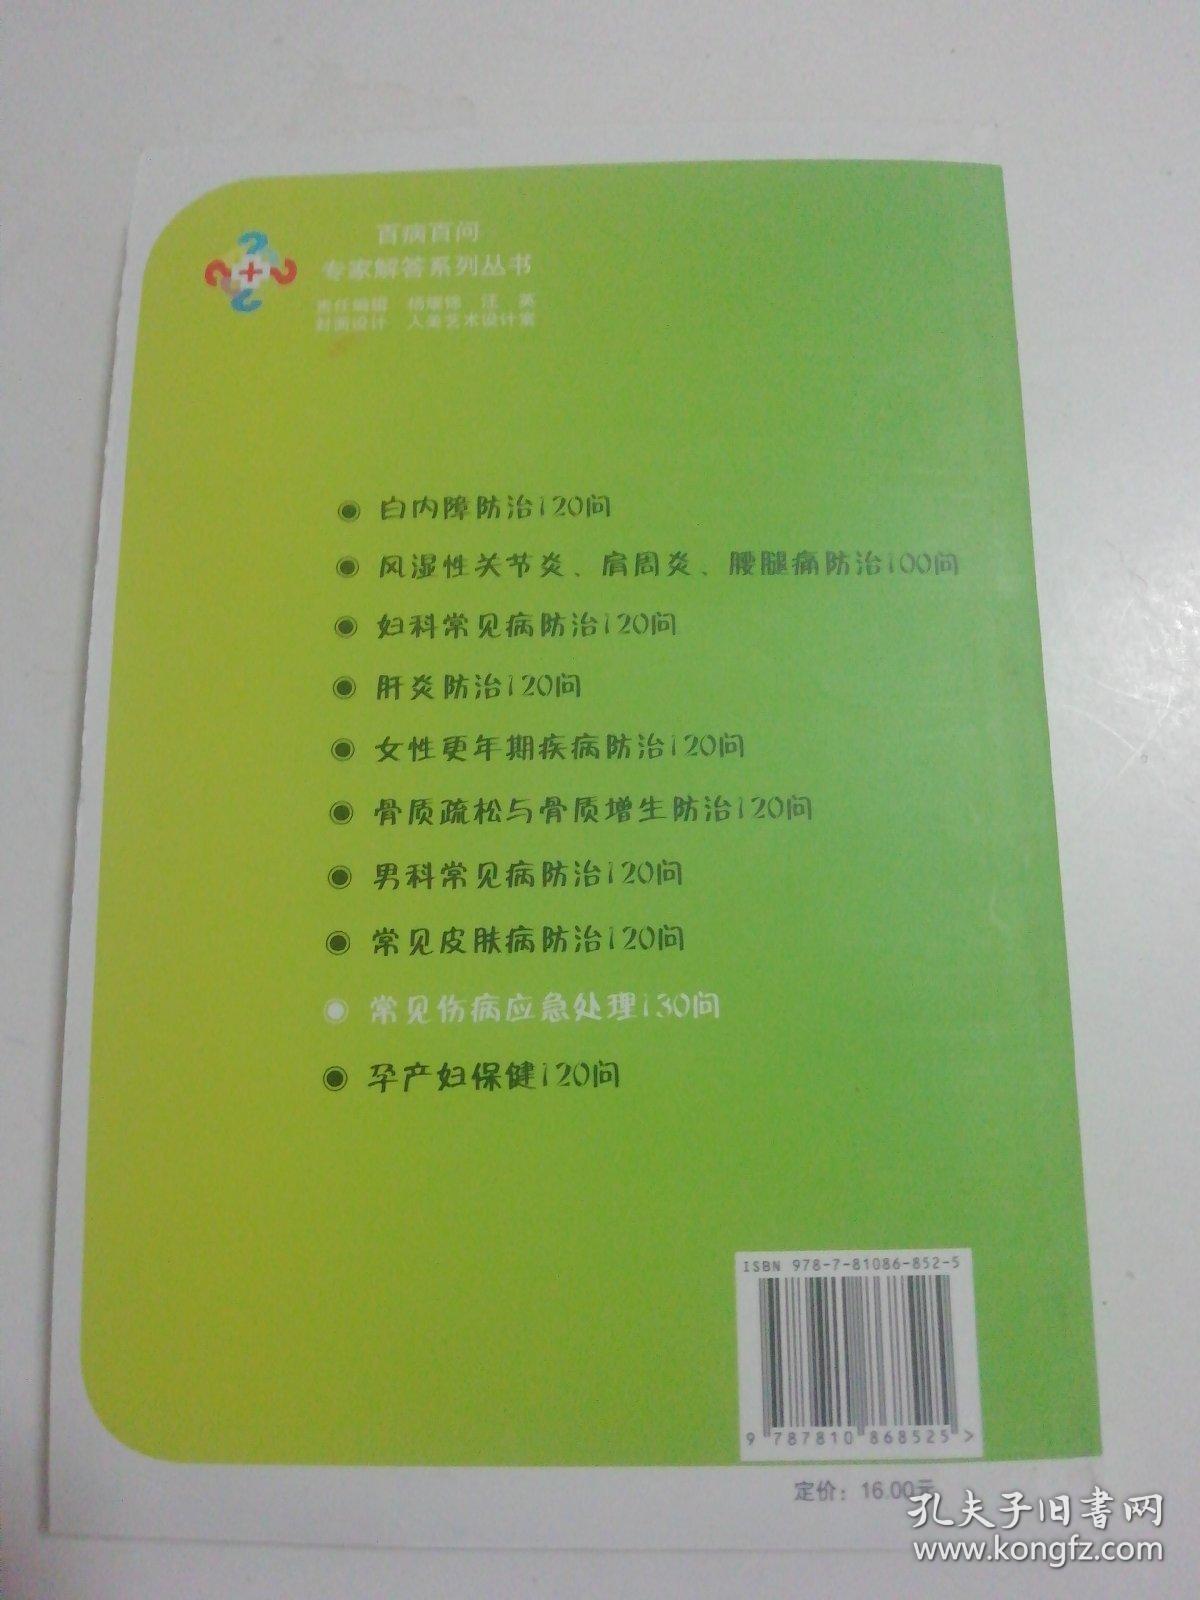 百病百问
专家解答系列丛书
责任编辑 杨耀锦 汪 英
封面设计 人美艺术设计室
白内障防治120问
风湿性关节炎、肩周炎、腰腿痛防治100问
妇科常见病防治120问
肝炎防治120问
女性更年期疾病防治120问
骨质疏松与骨质增生防治120问
男科常见病防治120问
常见皮肤病防治120问
常见伤病应急处理130问
孕产妇保健120问
ISBN 978-7-81086-852-5
9 787810 868525 >
定价：16.00元
孔夫子旧书网
www.kongfz.com